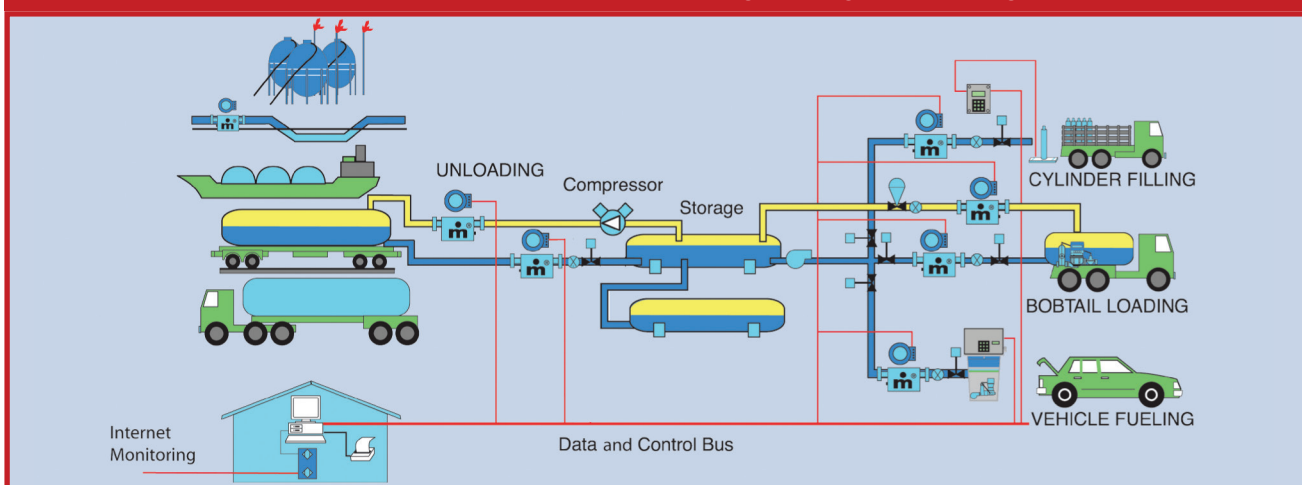 UNLOADING
Compressor
Storage
CYLINDER FILLING
BOBTAIL LOADING
VEHICLE FUELING
Internet
Monitoring
Data and Control Bus
m
m
m
m
m
m
m